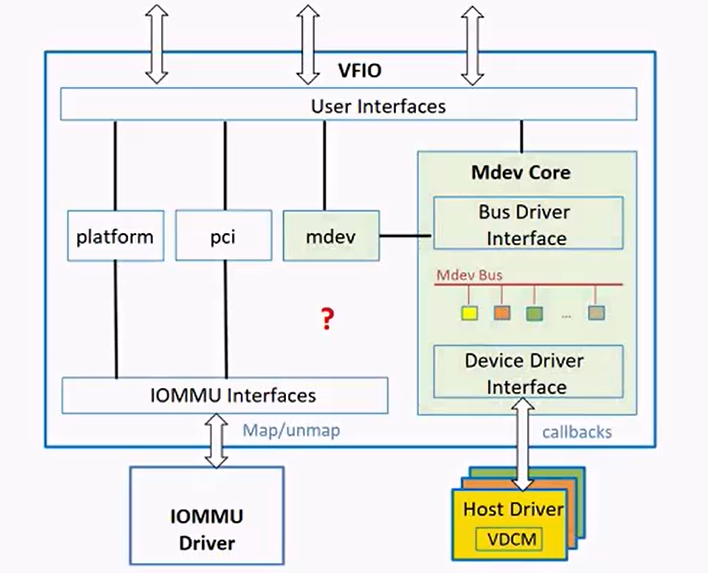 VFIO
User Interfaces
Mdev Core
Bus Driver
Interface
platform
pci
mdev
Mdev Bus
...
?
Device Driver
Interface
IOMMU Interfaces
Map/unmap
callbacks
IOMMU
Driver
Host Driver
VDCM